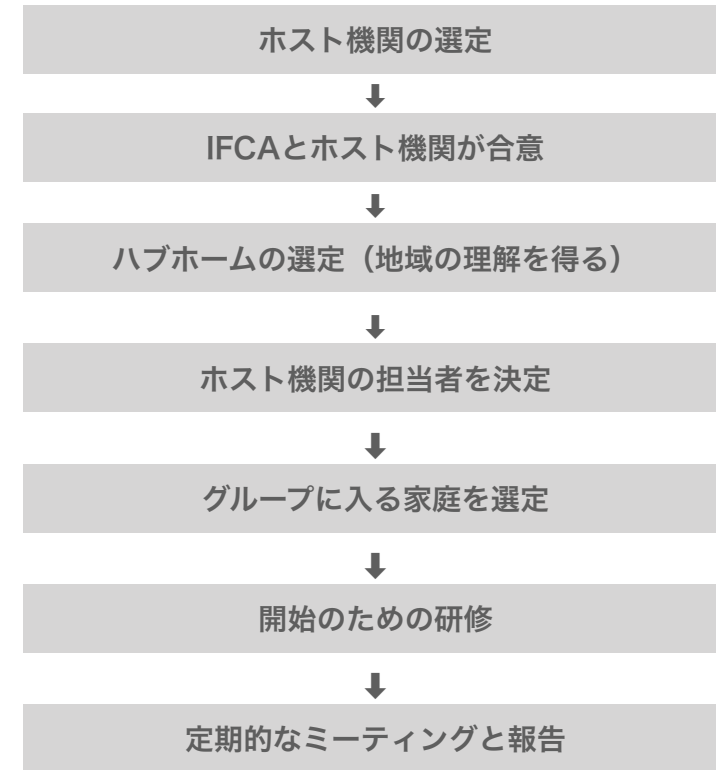 ホスト機関の選定
⬇
IFCAとホスト機関が合意
⬇
ハブホームの選定（地域の理解を得る）
⬇
ホスト機関の担当者を決定
⬇
グループに入る家庭を選定
⬇
開始のための研修
⬇
定期的なミーティングと報告